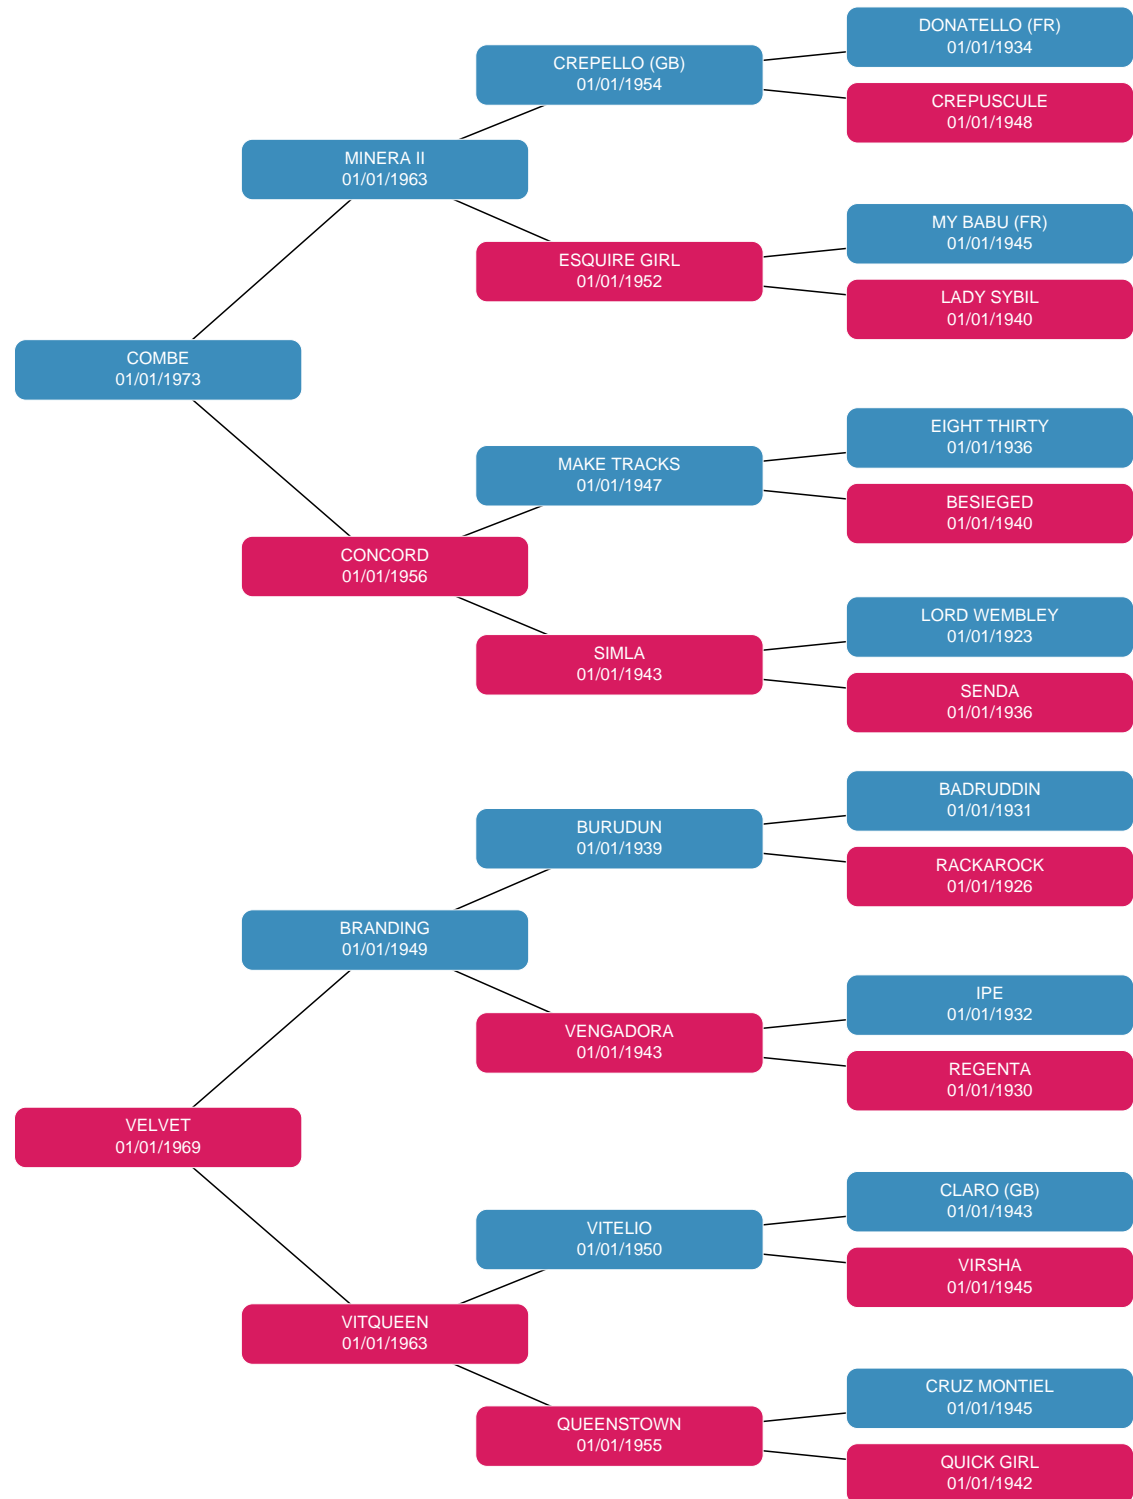 DONATELLO (FR)
01/01/1934
CREPELLO (GB)
01/01/1954
CREPUSCULE
01/01/1948
MINERA II
01/01/1963
MY BABU (FR)
01/01/1945
ESQUIRE GIRL
01/01/1952
LADY SYBIL
01/01/1940
COMBE
01/01/1973
EIGHT THIRTY
01/01/1936
MAKE TRACKS
01/01/1947
BESIEGED
01/01/1940
CONCORD
01/01/1956
LORD WEMBLEY
01/01/1923
SIMLA
01/01/1943
SENDA
01/01/1936
BADRUDDIN
01/01/1931
BURUDUN
01/01/1939
RACKAROCK
01/01/1926
BRANDING
01/01/1949
IPE
01/01/1932
VENGADORA
01/01/1943
REGENTA
01/01/1930
VELVET
01/01/1969
CLARO (GB)
01/01/1943
VITELIO
01/01/1950
VIRSHA
01/01/1945
VITQUEEN
01/01/1963
CRUZ MONTIEL
01/01/1945
QUEENSTOWN
01/01/1955
QUICK GIRL
01/01/1942